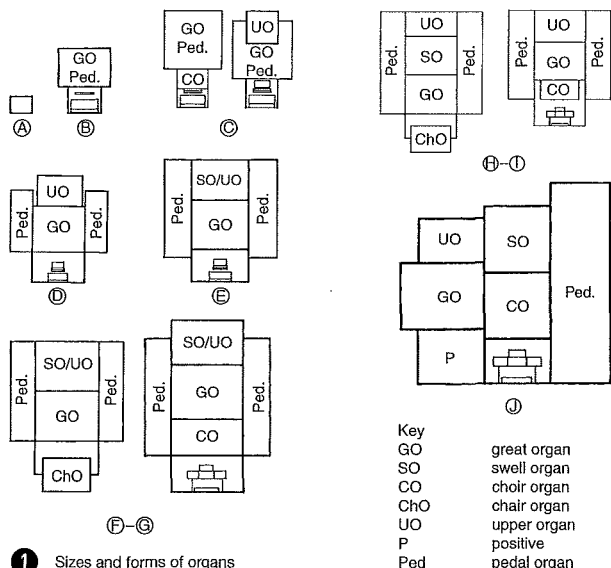 Ⓐ
GO
Ped.
Ⓑ
GO
Ped.
CO
UO
GO
Ped.
Ⓒ
UO
GO
Ped.
Ped.
Ⓓ
SO/UO
GO
Ped.
Ped.
Ⓔ
SO/UO
GO
Ped.
Ped.
ChO
SO/UO
GO
CO
Ped.
Ped.
Ⓕ–Ⓖ
UO
SO
GO
Ped.
Ped.
ChO
UO
GO
CO
Ped.
Ped.
Ⓗ–Ⓘ
UO
SO
GO
CO
P
Ped.
Ⓙ
Key
GO great organ
SO swell organ
CO choir organ
ChO chair organ
UO upper organ
P positive
Ped pedal organ
1 Sizes and forms of organs